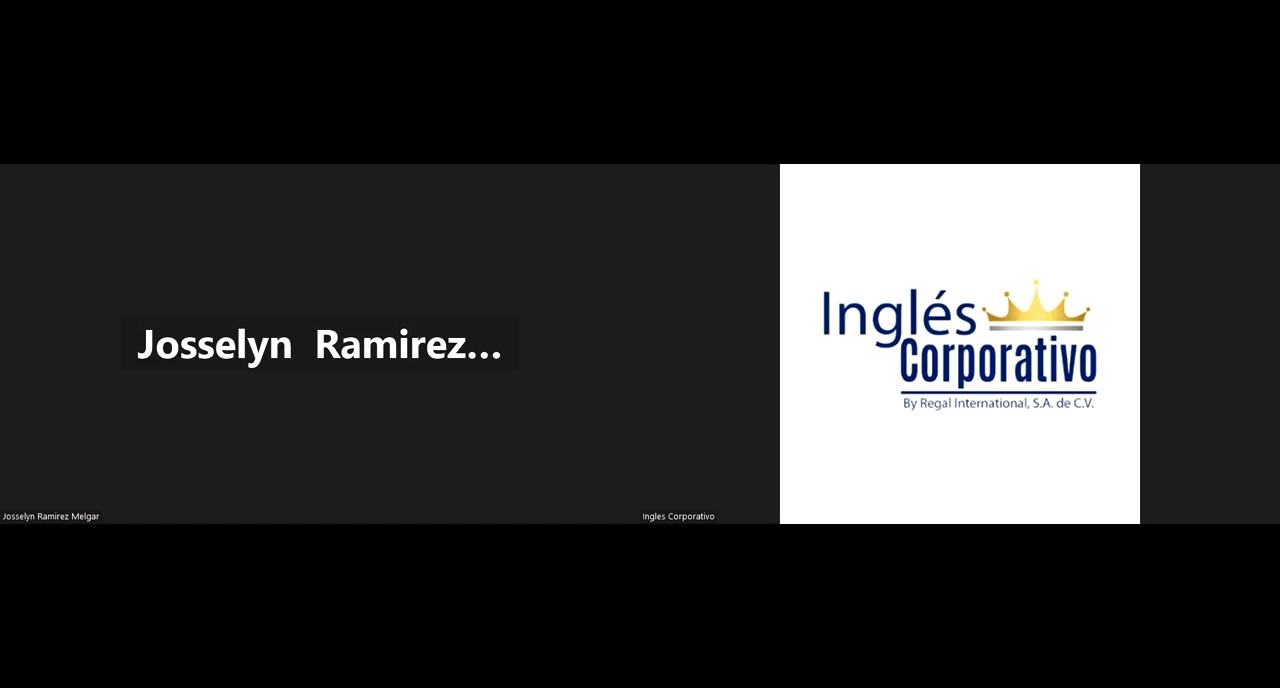 Josselyn Ramirez...
Josselyn Ramirez Melgar
Inglés
Corporativo
By Regal International, S.A. de C.V.
Ingles Corporativo